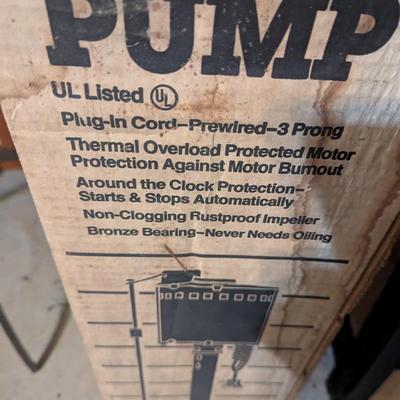 PUMP
UL Listed UL
Plug-In Cord–Prewired–3 Prong
Thermal Overload Protected Motor
Protection Against Motor Burnout
Around the Clock Protection–
Starts & Stops Automatically
Non-Clogging Rustproof Impeller
Bronze Bearing–Never Needs Oiling